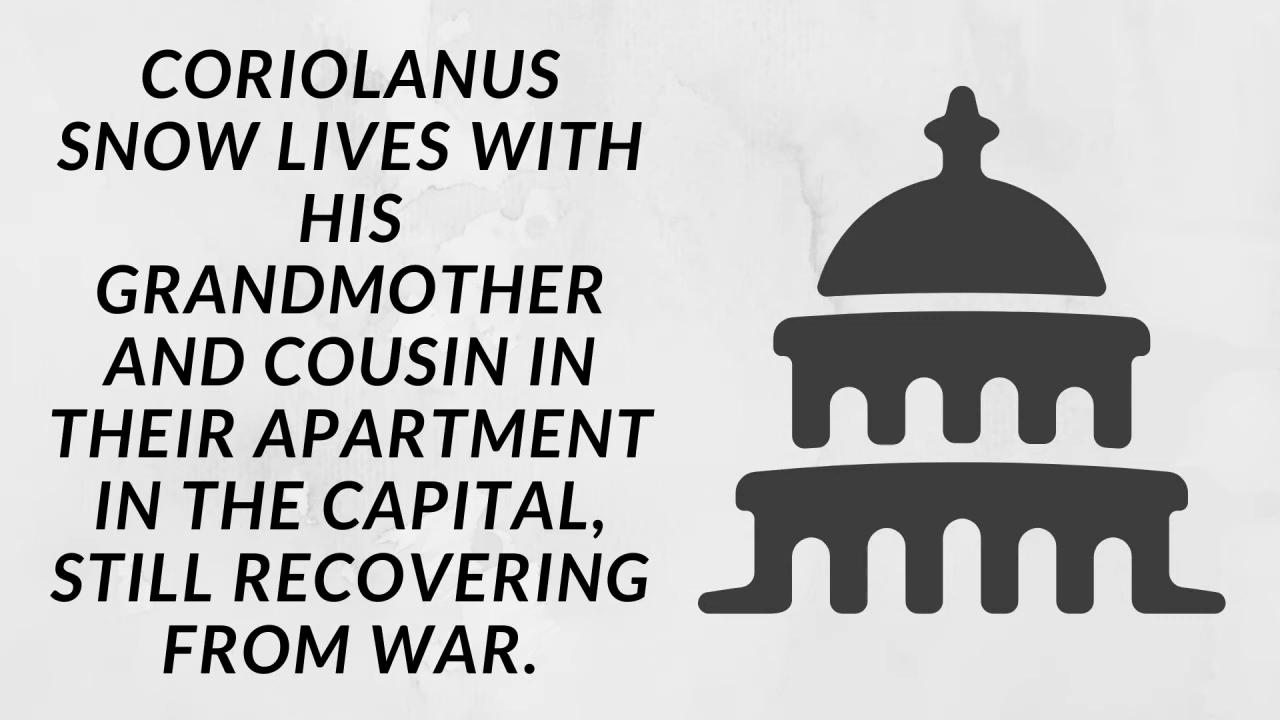 CORIOLANUS
SNOW LIVES WITH
HIS
GRANDMOTHER
AND COUSIN IN
THEIR APARTMENT
IN THE CAPITAL,
STILL RECOVERING
FROM WAR.